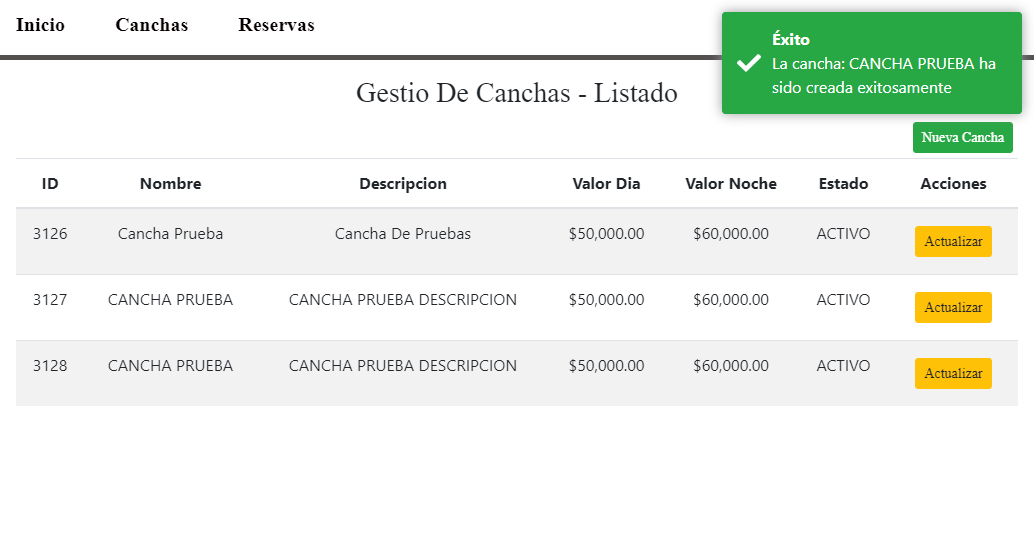 Inicio Canchas Reservas
Éxito
La cancha: CANCHA PRUEBA ha
sido creada exitosamente
Gestio De Canchas - Listado
Nueva Cancha
ID Nombre Descripcion Valor Dia Valor Noche Estado Acciones
3126 Cancha Prueba Cancha De Pruebas $50,000.00 $60,000.00 ACTIVO Actualizar
3127 CANCHA PRUEBA CANCHA PRUEBA DESCRIPCION $50,000.00 $60,000.00 ACTIVO Actualizar
3128 CANCHA PRUEBA CANCHA PRUEBA DESCRIPCION $50,000.00 $60,000.00 ACTIVO Actualizar